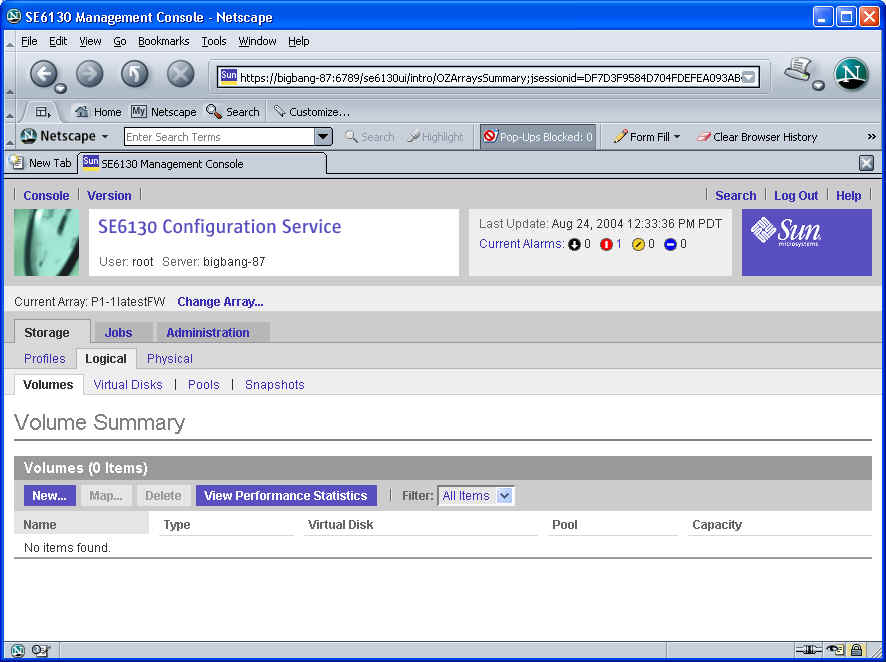 SE6130 Management Console - Netscape
File Edit View Go Bookmarks Tools Window Help
Sun https://bigbang-87:6789/se6130ui/intro/OZArraysSummary;jsessionid=DF7D3F9584D704FDEFEA093AB N
Home My Netscape Search Customize...
Netscape Enter Search Terms Search Highlight Pop-Ups Blocked: 0 Form Fill Clear Browser History »
New Tab Sun SE6130 Management Console
Console Version Search Log Out Help
SE6130 Configuration Service
User: root Server: bigbang-87
Last Update: Aug 24, 2004 12:33:36 PM PDT
Current Alarms: 0 1 0 0
Sun
microsystems
Current Array: P1-1latestFW Change Array...
Storage Jobs Administration
Profiles Logical Physical
Volumes Virtual Disks | Pools | Snapshots
Volume Summary
Volumes (0 Items)
New... Map... Delete View Performance Statistics | Filter: All Items
Name Type Virtual Disk Pool Capacity
No items found.